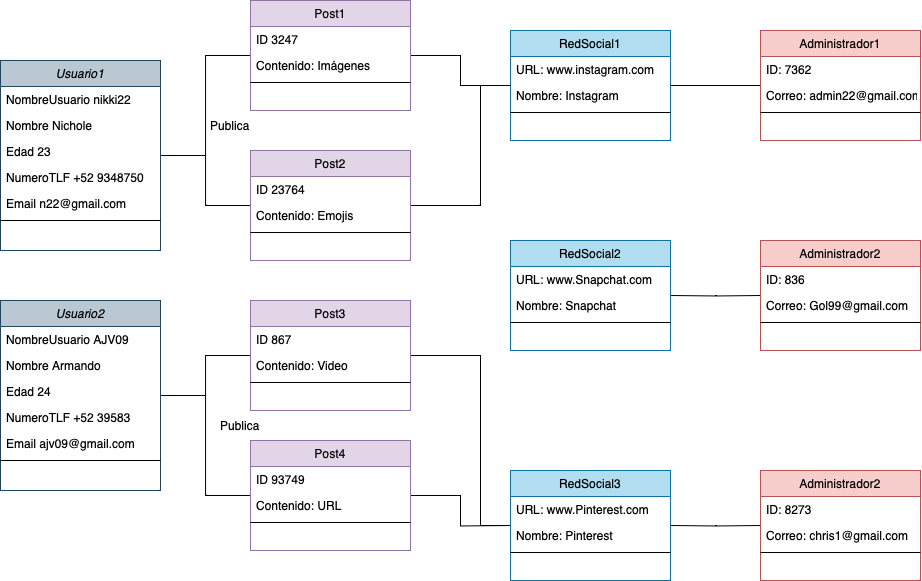 Usuario1
NombreUsuario nikki22
Nombre Nichole
Edad 23
NumeroTLF +52 9348750
Email n22@gmail.com
Publica
Post1
ID 3247
Contenido: Imágenes
Post2
ID 23764
Contenido: Emojis
RedSocial1
URL: www.instagram.com
Nombre: Instagram
Administrador1
ID: 7362
Correo: admin22@gmail.com
RedSocial2
URL: www.Snapchat.com
Nombre: Snapchat
Administrador2
ID: 836
Correo: Gol99@gmail.com
Usuario2
NombreUsuario AJV09
Nombre Armando
Edad 24
NumeroTLF +52 39583
Email ajv09@gmail.com
Publica
Post3
ID 867
Contenido: Video
Post4
ID 93749
Contenido: URL
RedSocial3
URL: www.Pinterest.com
Nombre: Pinterest
Administrador2
ID: 8273
Correo: chris1@gmail.com